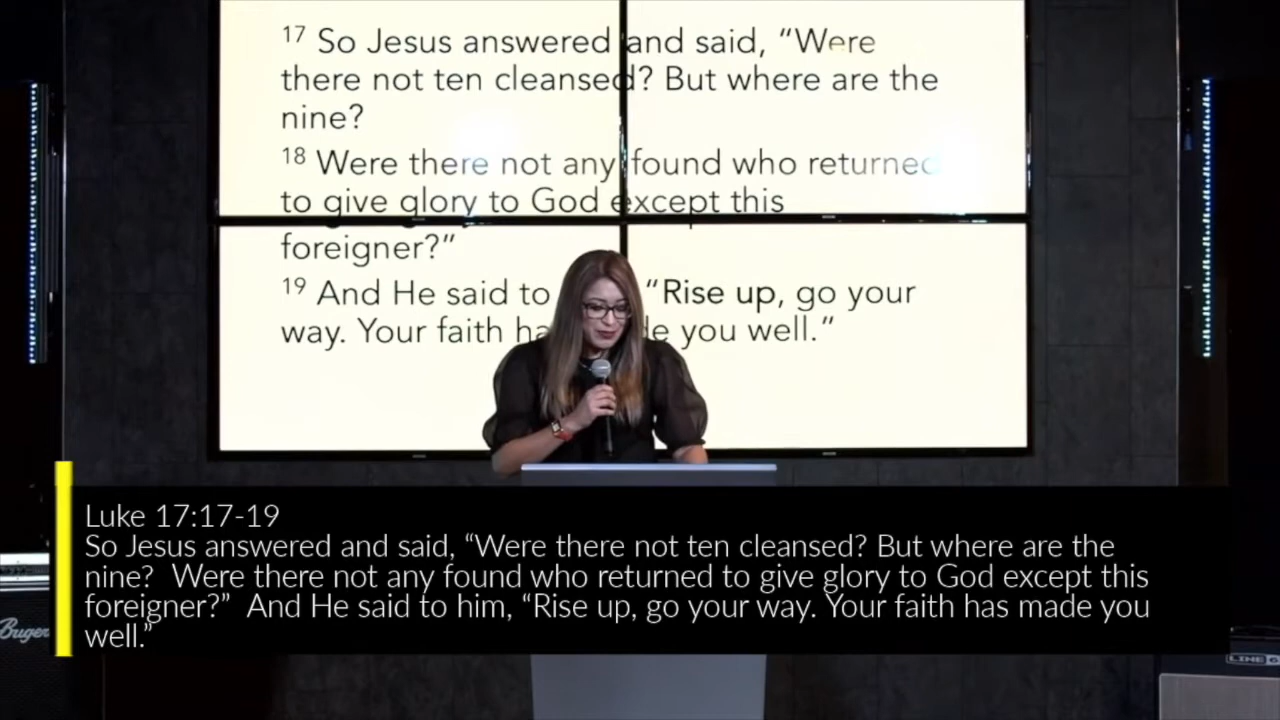 17 So Jesus answered and said, “Were
there not ten cleansed? But where are the
nine?
18 Were there not any found who returned
to give glory to God except this
foreigner?”
19 And He said to “Rise up, go your
way. Your faith you well.”
Luke 17:17-19
So Jesus answered and said, “Were there not ten cleansed? But where are the
nine?  Were there not any found who returned to give glory to God except this
foreigner?”  And He said to him, “Rise up, go your way. Your faith has made you
well.”
Buger
LINE 6